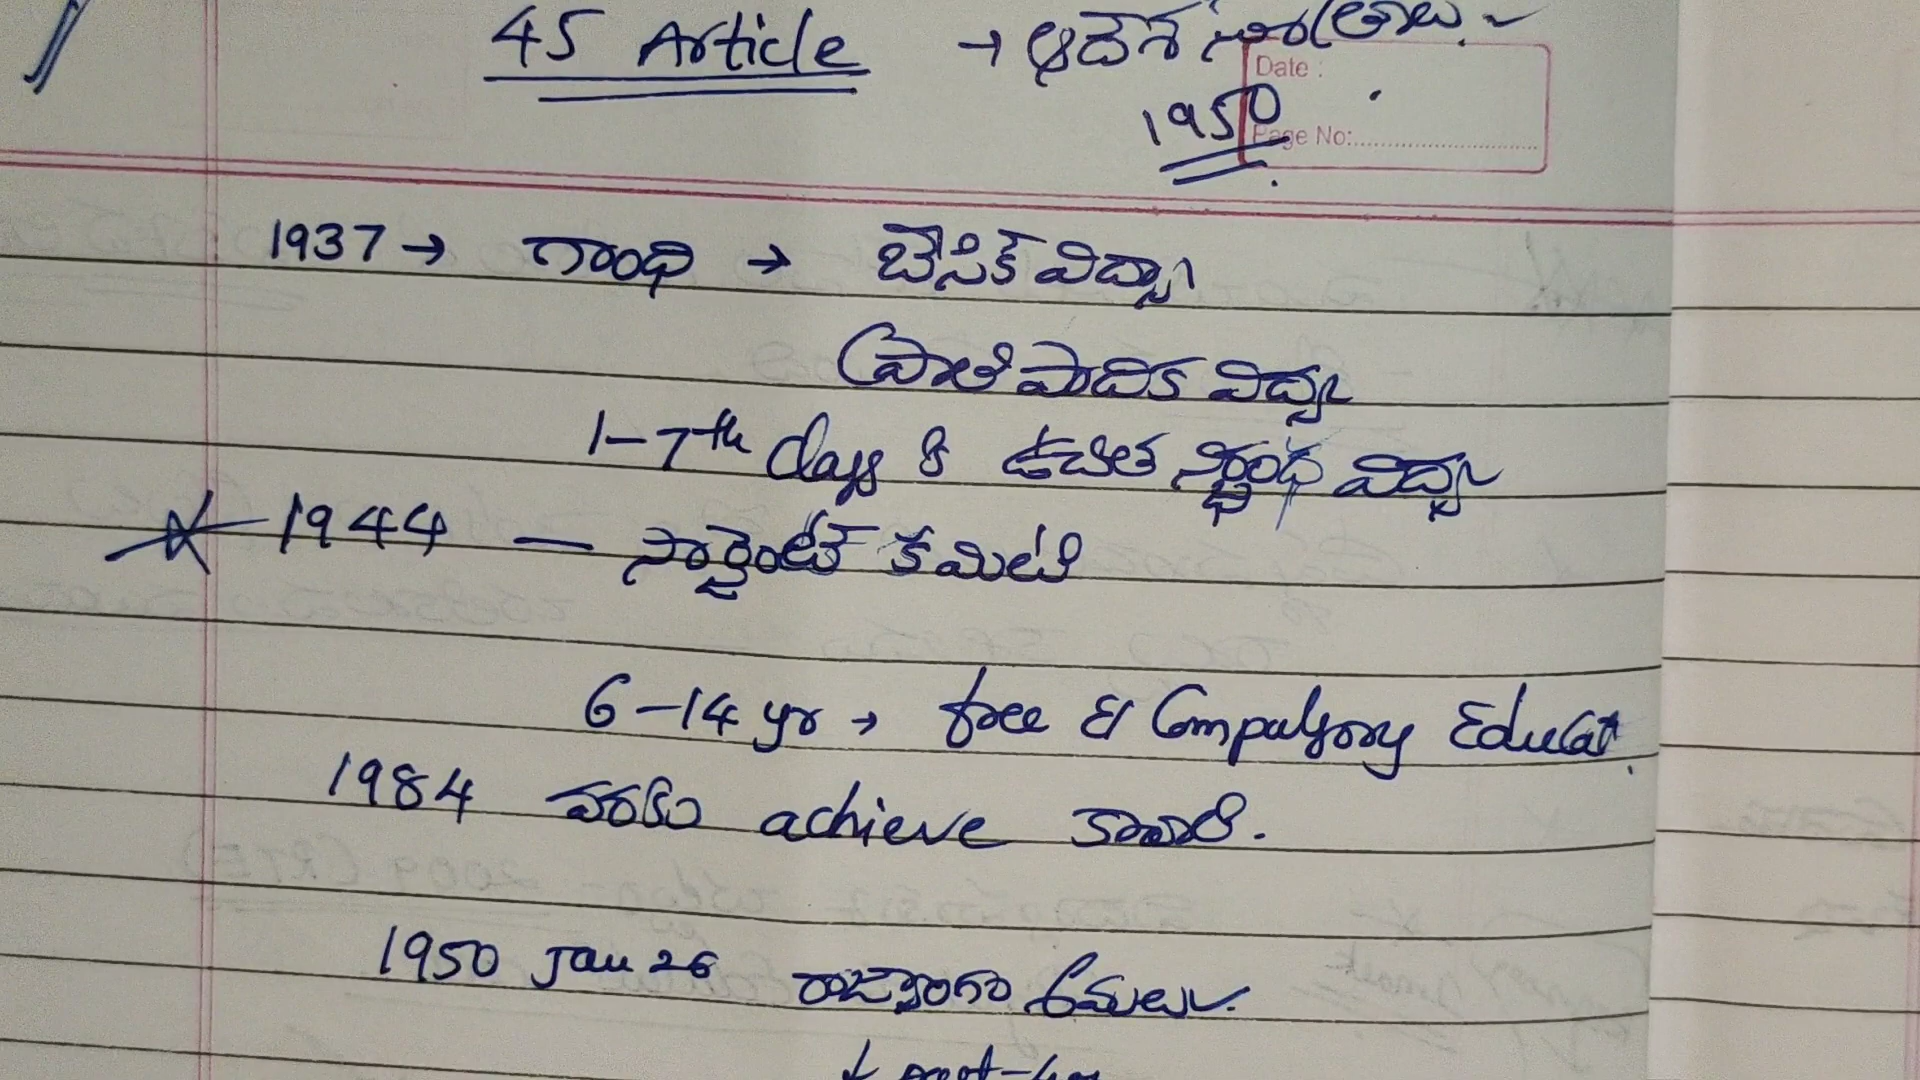 45 Article → ఆదేశ సూత్రాలు.
Date :
1950
Page No:
1937 → గాంధీ → బేసిక్ విద్యా
ప్రాతిపాదిక విద్య
1-7th class & ఉచిత నిర్బంధ విద్య
1944 — సార్జెంట్ కమిటీ
6-14 yr → free & Compulsory Educat
1984 వరకు achieve కావాలి.
1950 Jan 26 రాజ్యాంగం అమలు.